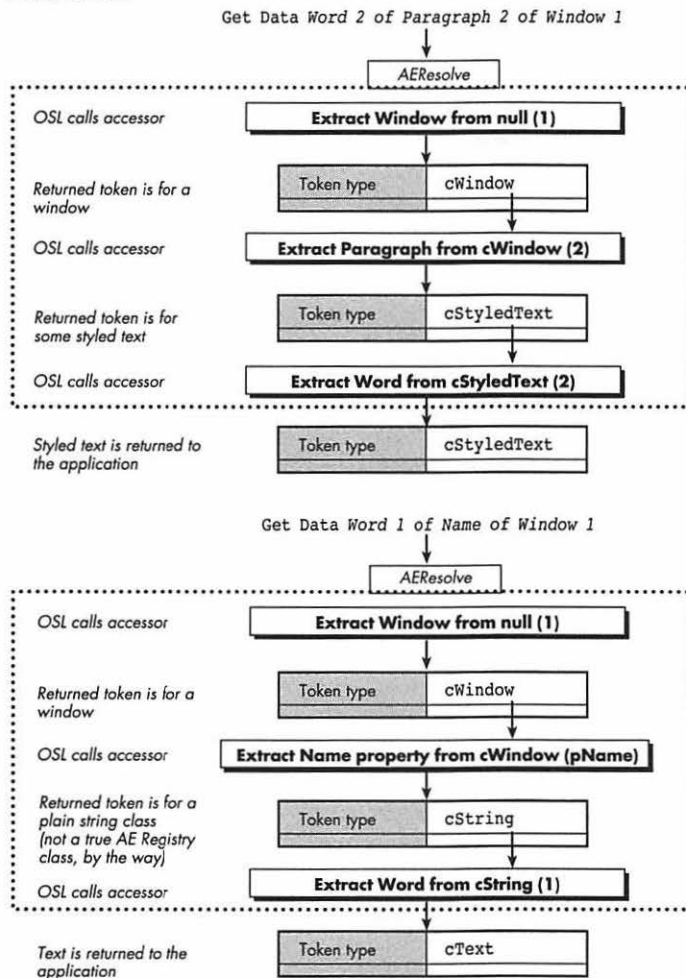 Get Data Word 2 of Paragraph 2 of Window 1
AEResolve
OSL calls accessor
Extract Window from null (1)
Returned token is for a
window
Token type
cWindow
OSL calls accessor
Extract Paragraph from cWindow (2)
Returned token is for
some styled text
Token type
cStyledText
OSL calls accessor
Extract Word from cStyledText (2)
Styled text is returned to
the application
Token type
cStyledText
Get Data Word 1 of Name of Window 1
AEResolve
OSL calls accessor
Extract Window from null (1)
Returned token is for a
window
Token type
cWindow
OSL calls accessor
Extract Name property from cWindow (pName)
Returned token is for a
plain string class
(not a true AE Registry
class, by the way)
Token type
cString
OSL calls accessor
Extract Word from cString (1)
Text is returned to the
application
Token type
cText